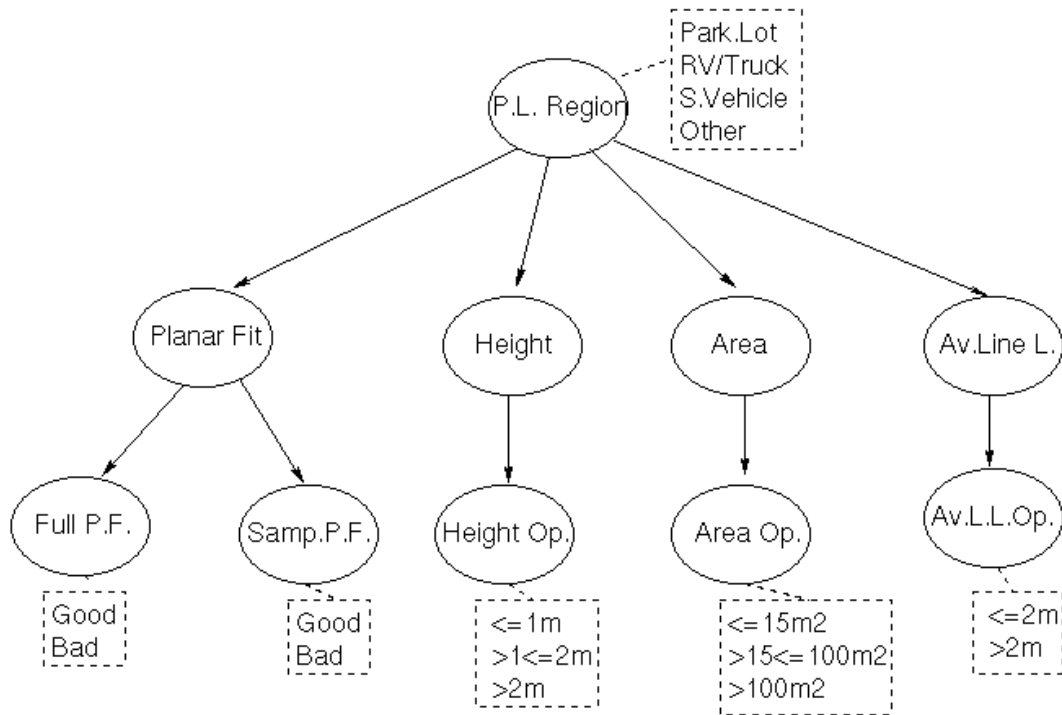 Park.Lot
RV/Truck
S.Vehicle
Other
P.L. Region
Planar Fit
Height
Area
Av.Line L.
Full P.F.
Samp.P.F.
Height Op.
Area Op.
Av.L.L.Op.
Good
Bad
Good
Bad
<=1m
>1<=2m
>2m
<=15m2
>15<=100m2
>100m2
<=2m
>2m